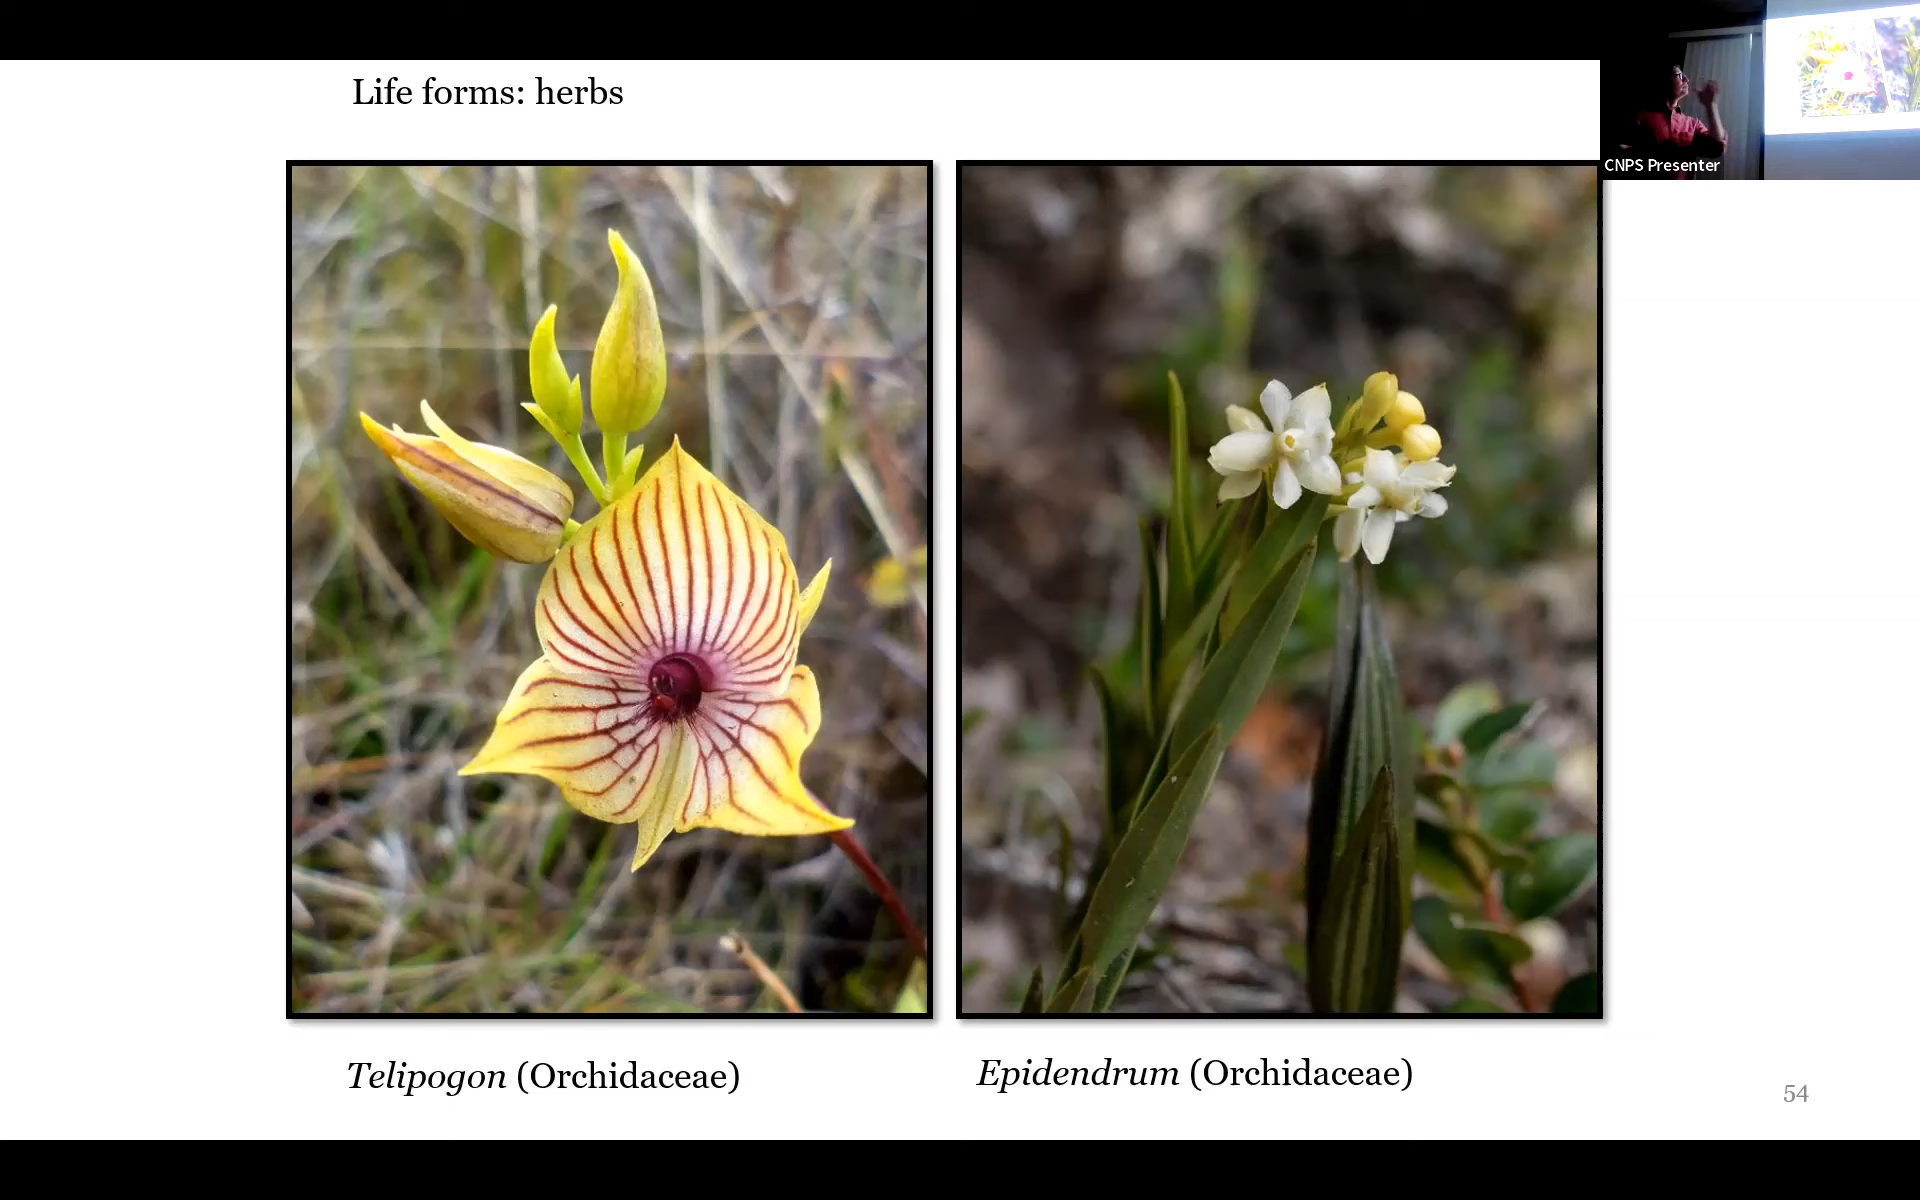 Life forms: herbs
CNPS Presenter
Telipogon (Orchidaceae)
Epidendrum (Orchidaceae)
54